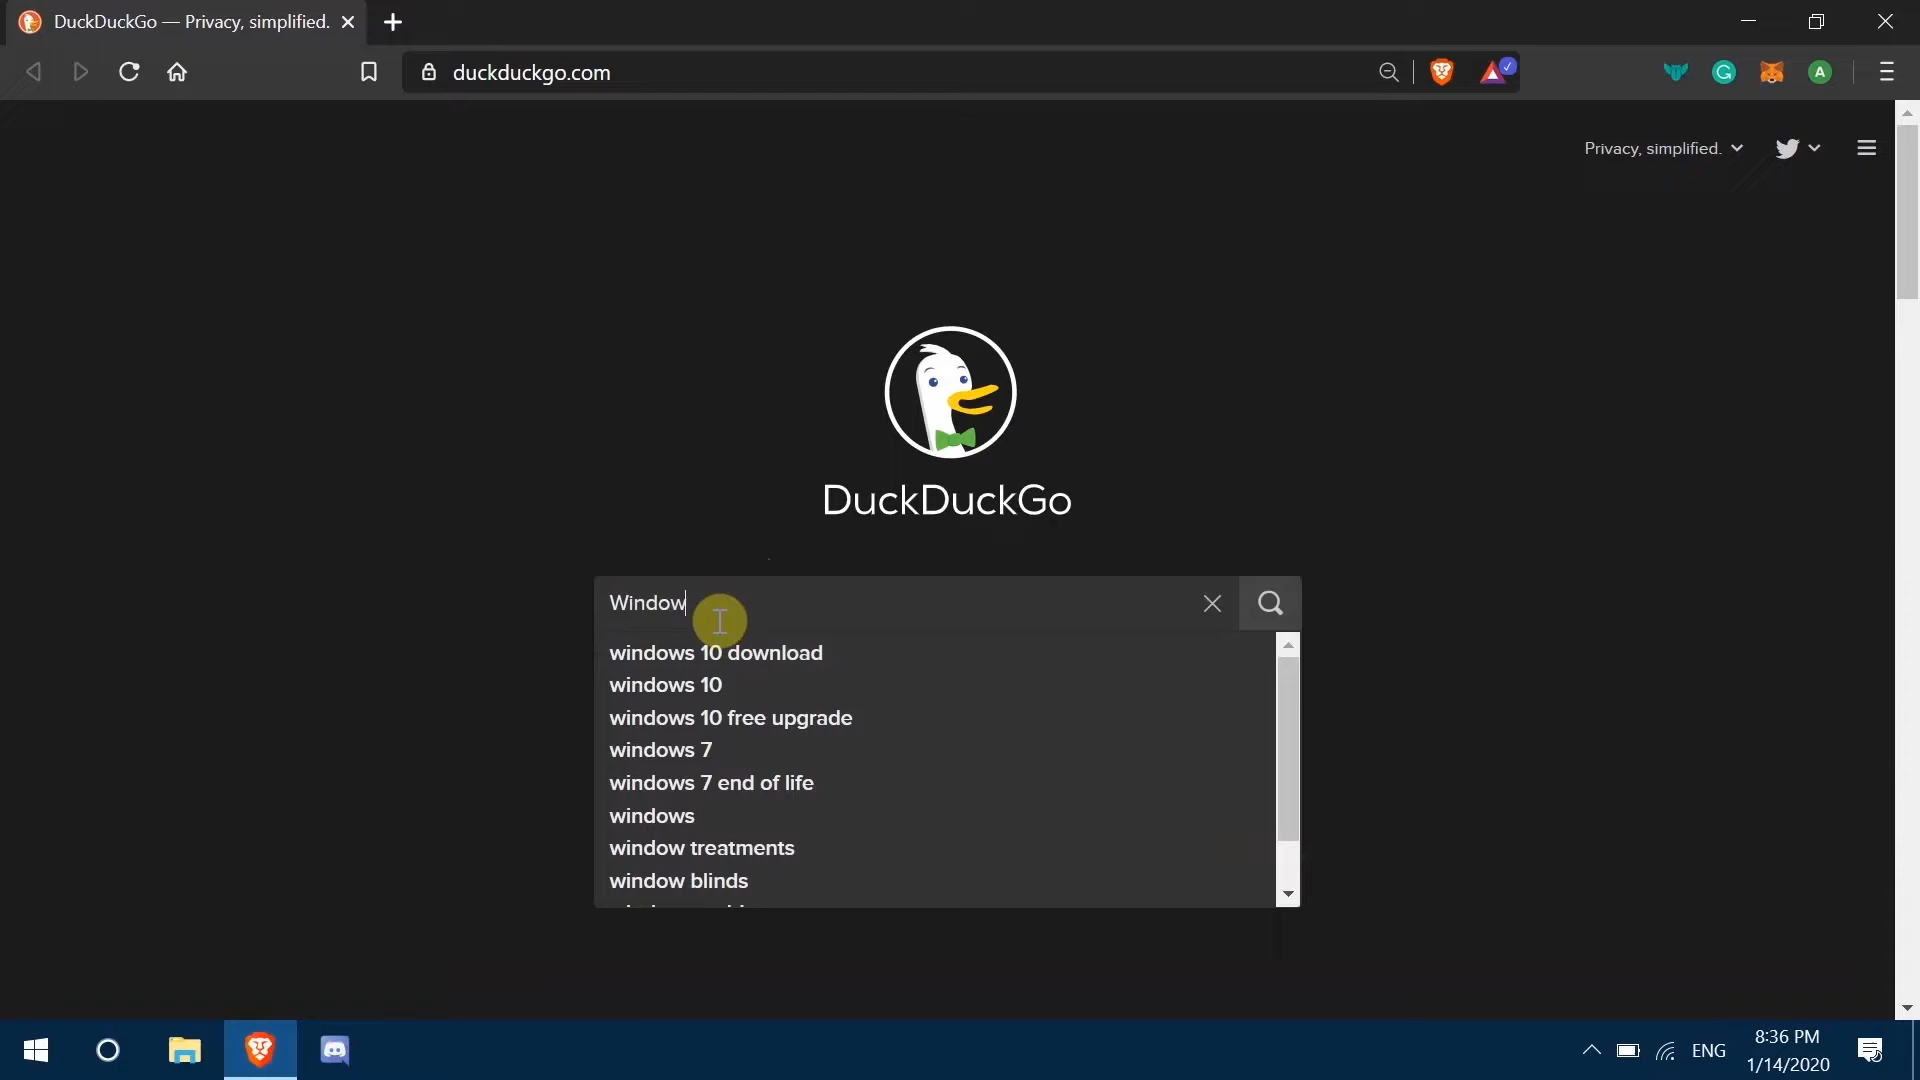 DuckDuckGo — Privacy, simplified.
duckduckgo.com
G
A
Privacy, simplified.
DuckDuckGo
Window
windows 10 download
windows 10
windows 10 free upgrade
windows 7
windows 7 end of life
windows
window treatments
window blinds
ENG
8:36 PM
1/14/2020